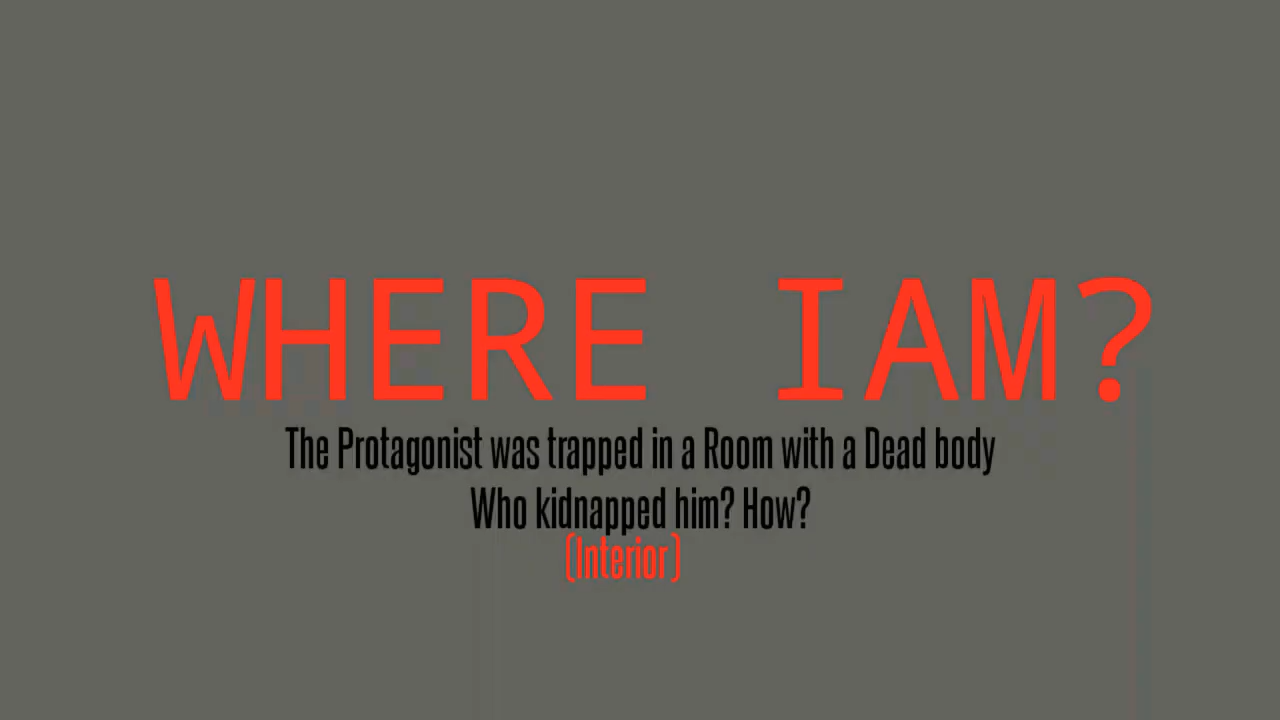 WHERE IAM?
The Protagonist was trapped in a Room with a Dead body
Who kidnapped him? How?
(Interior)